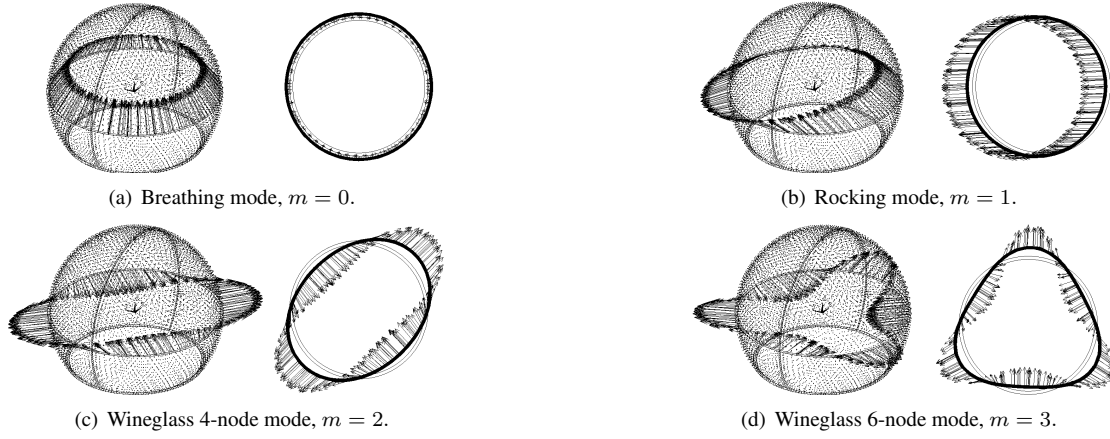 (a) Breathing mode, m = 0.
(b) Rocking mode, m = 1.
(c) Wineglass 4-node mode, m = 2.
(d) Wineglass 6-node mode, m = 3.